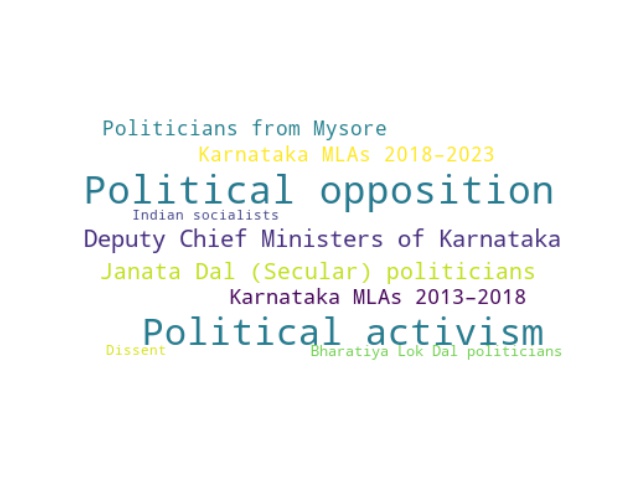 Politicians from Mysore
Karnataka MLAs 2018–2023
Political opposition
Indian socialists
Deputy Chief Ministers of Karnataka
Janata Dal (Secular) politicians
Karnataka MLAs 2013–2018
Political activism
Dissent
Bharatiya Lok Dal politicians